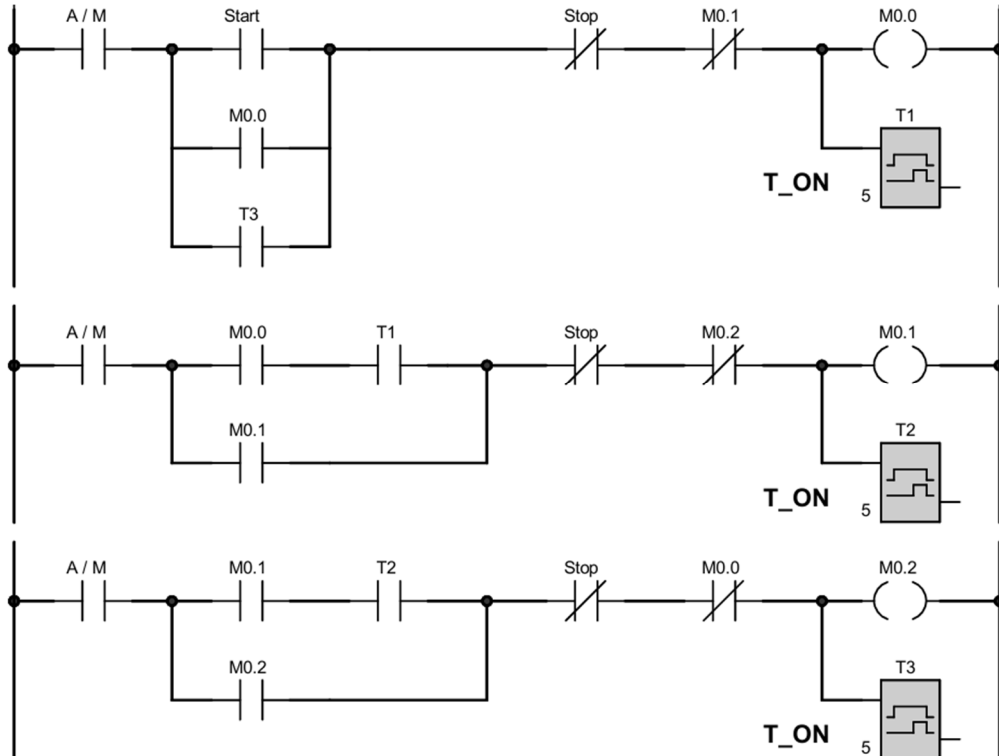 A / M Start Stop M0.1 M0.0
M0.0 T1
T_ON 5
T3
A / M M0.0 T1 Stop M0.2 M0.1
M0.1 T2
T_ON 5
A / M M0.1 T2 Stop M0.0 M0.2
M0.2 T3
T_ON 5